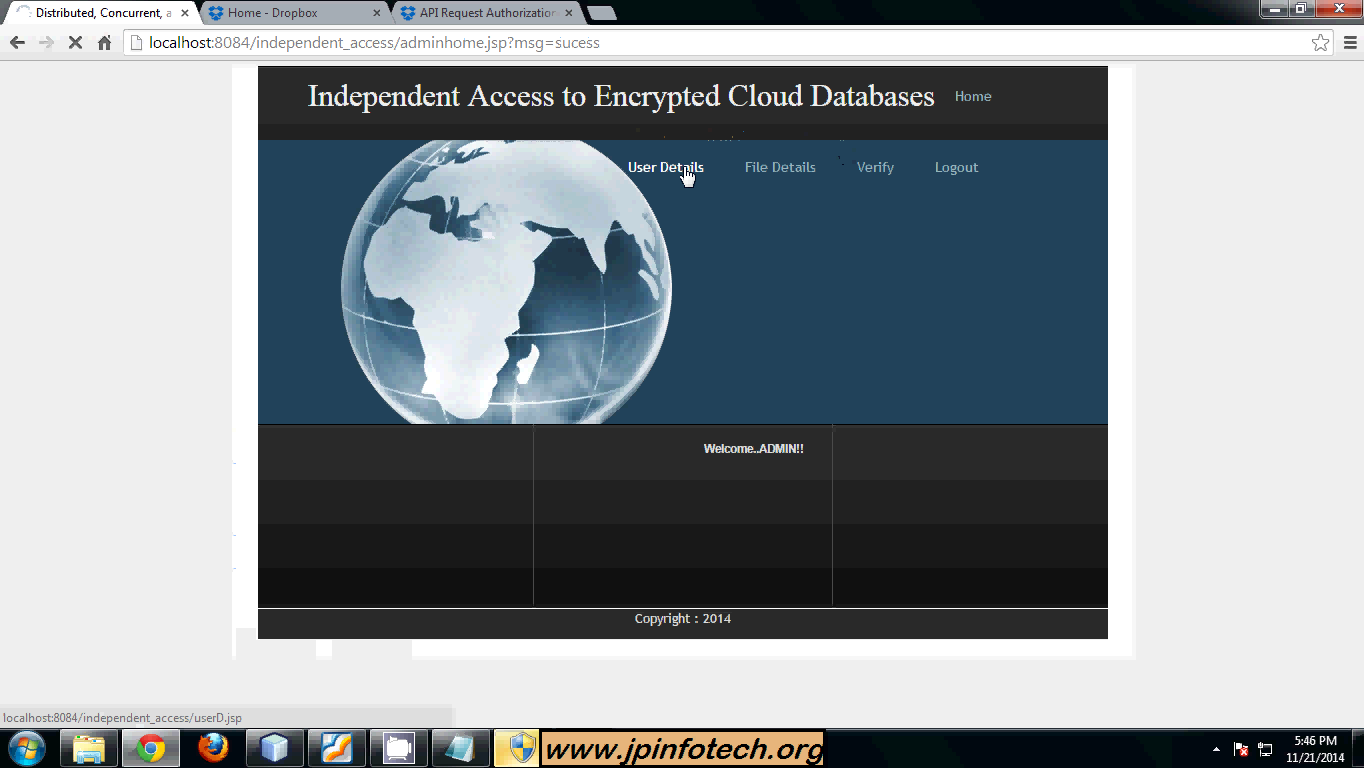 Distributed, Concurrent, a
Home - Dropbox
API Request Authorization
localhost:8084/independent_access/adminhome.jsp?msg=sucess
Independent Access to Encrypted Cloud Databases
Home
User Details
File Details
Verify
Logout
Welcome..ADMIN!!
Copyright : 2014
localhost:8084/independent_access/userD.jsp
www.jpinfotech.org
5:46 PM
11/21/2014